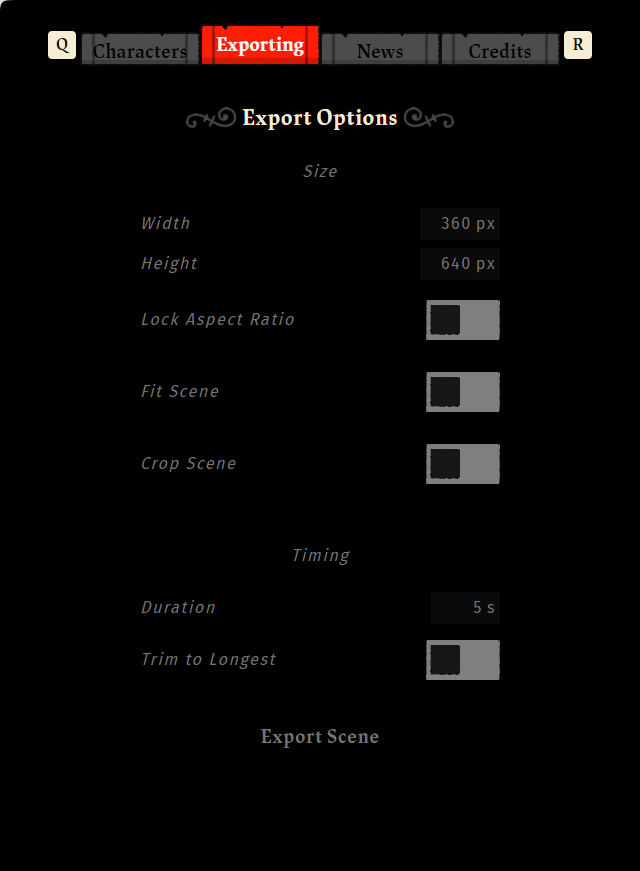 Q Characters Exporting News Credits R
Export Options
Size
Width 360 px
Height 640 px
Lock Aspect Ratio
Fit Scene
Crop Scene
Timing
Duration 5 s
Trim to Longest
Export Scene